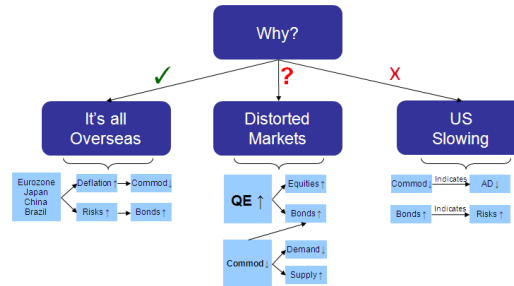 Why?
✓
?
X
It's all
Overseas
Distorted
Markets
US
Slowing
Eurozone
Japan
China
Brazil
Deflation↑
Commod↓
Risks↑
Bonds↑
QE ↑
Equities↑
Bonds↑
Commod↓
Demand↓
Supply↑
Commod↓
Indicates
AD↓
Bonds↑
Indicates
Risks↑